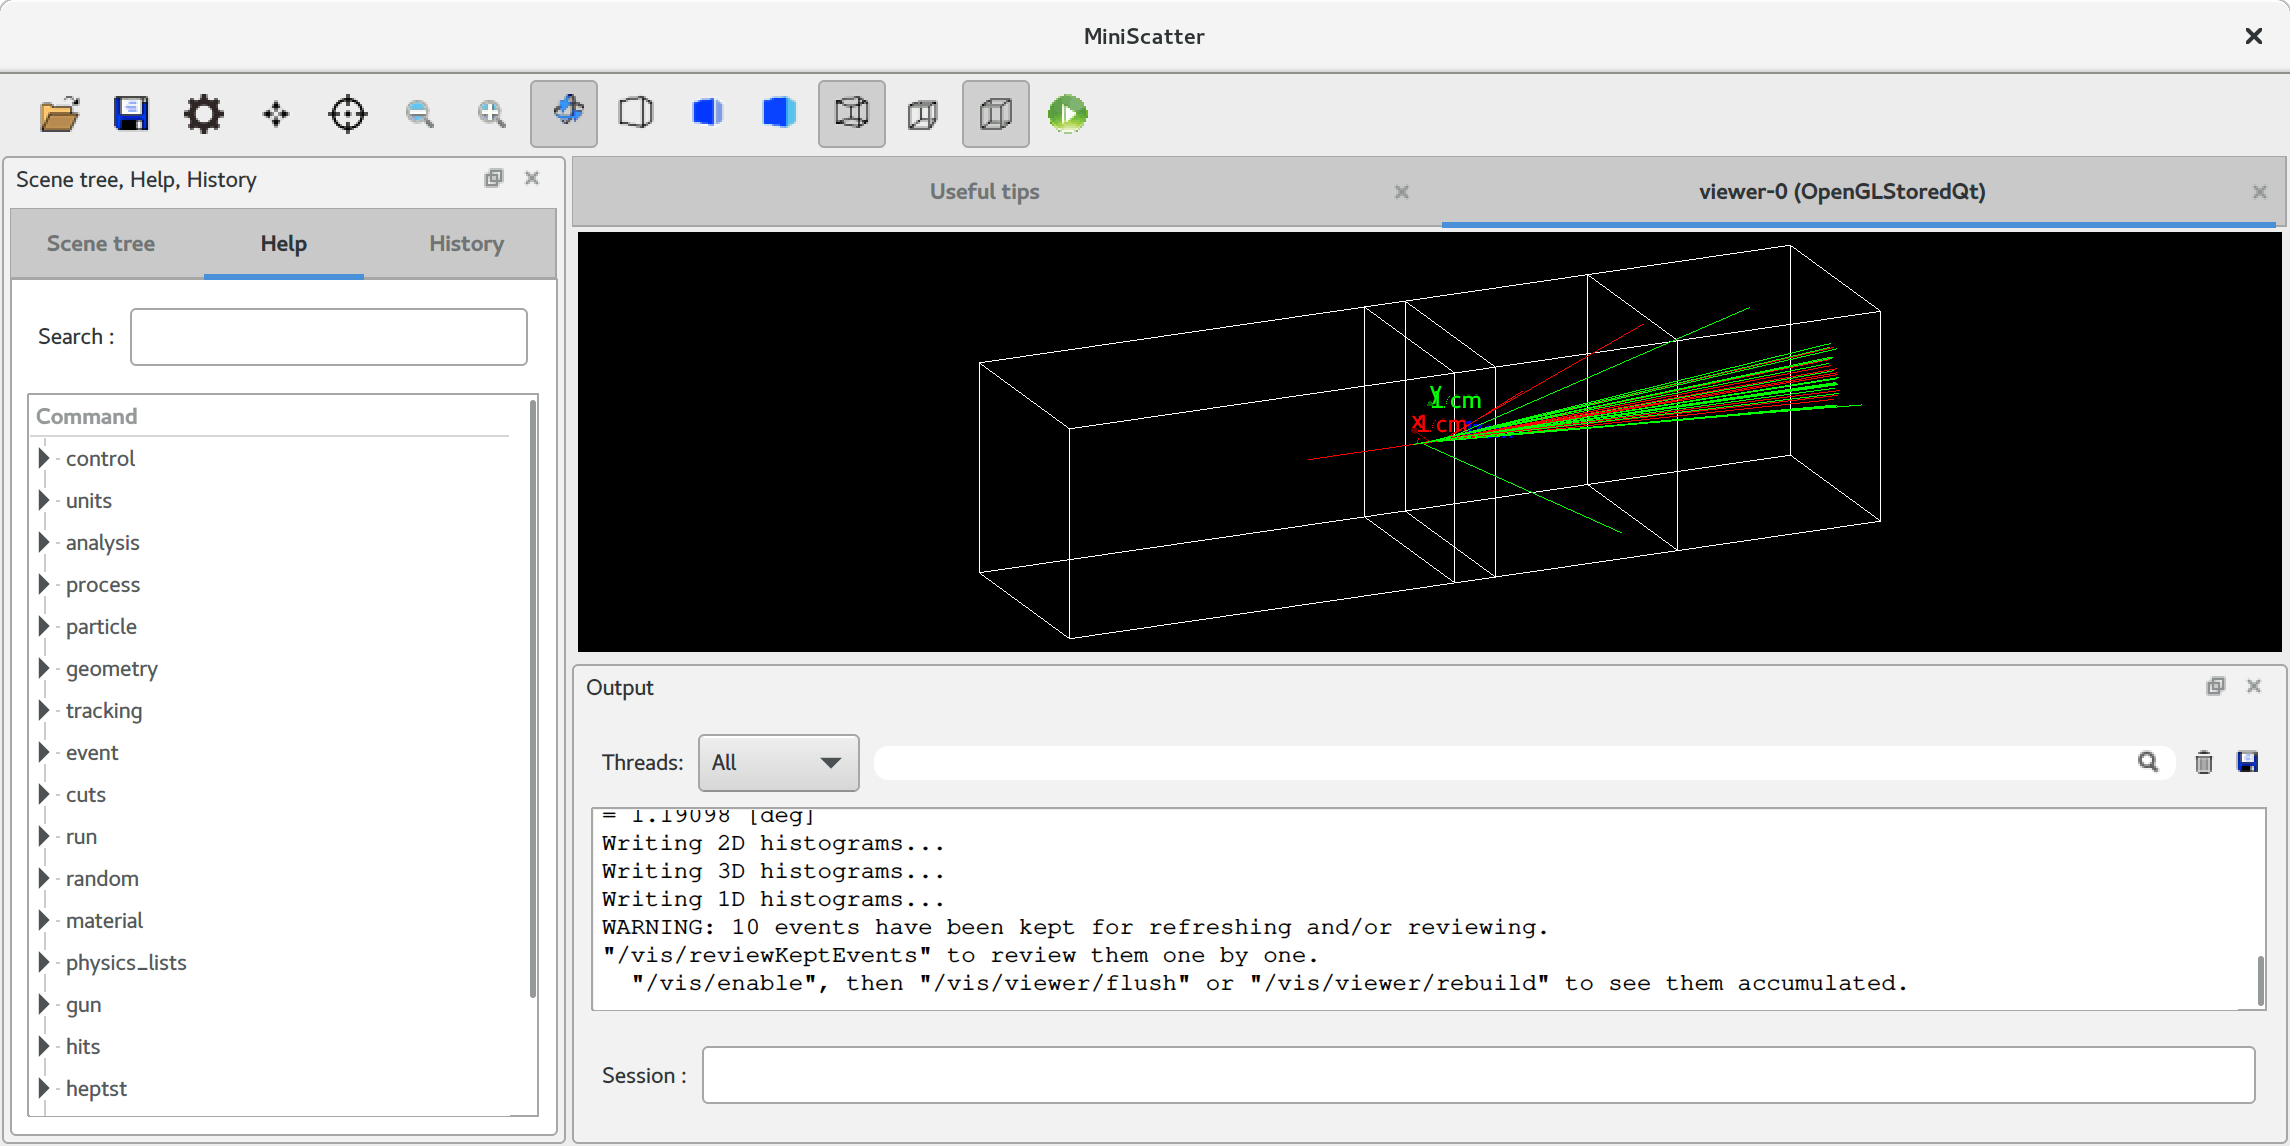 MiniScatter
Scene tree, Help, History
Scene tree
Help
History
Search :
Command
control
units
analysis
process
particle
geometry
tracking
event
cuts
run
random
material
physics_lists
gun
hits
heptst
Useful tips
viewer-0 (OpenGLStoredQt)
Y
1 cm
X
1 cm
Output
Threads:
All
= 1.19098 [deg]
Writing 2D histograms...
Writing 3D histograms...
Writing 1D histograms...
WARNING: 10 events have been kept for refreshing and/or reviewing.
"/vis/reviewKeptEvents" to review them one by one.
"/vis/enable", then "/vis/viewer/flush" or "/vis/viewer/rebuild" to see them accumulated.
Session :